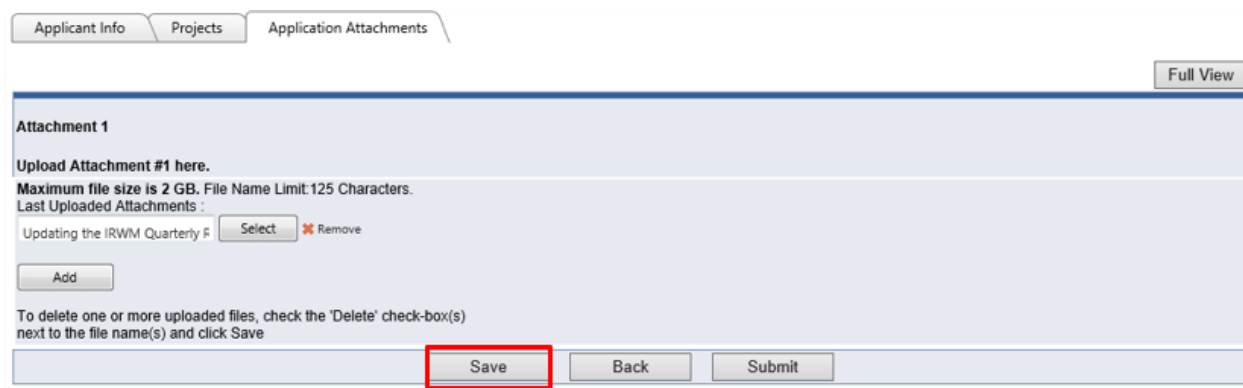 Applicant Info Projects Application Attachments
Full View
Attachment 1
Upload Attachment #1 here.
Maximum file size is 2 GB. File Name Limit:125 Characters.
Last Uploaded Attachments :
Updating the IRWM Quarterly Select Remove
Add
To delete one or more uploaded files, check the 'Delete' check-box(s)
next to the file name(s) and click Save
Save Back Submit